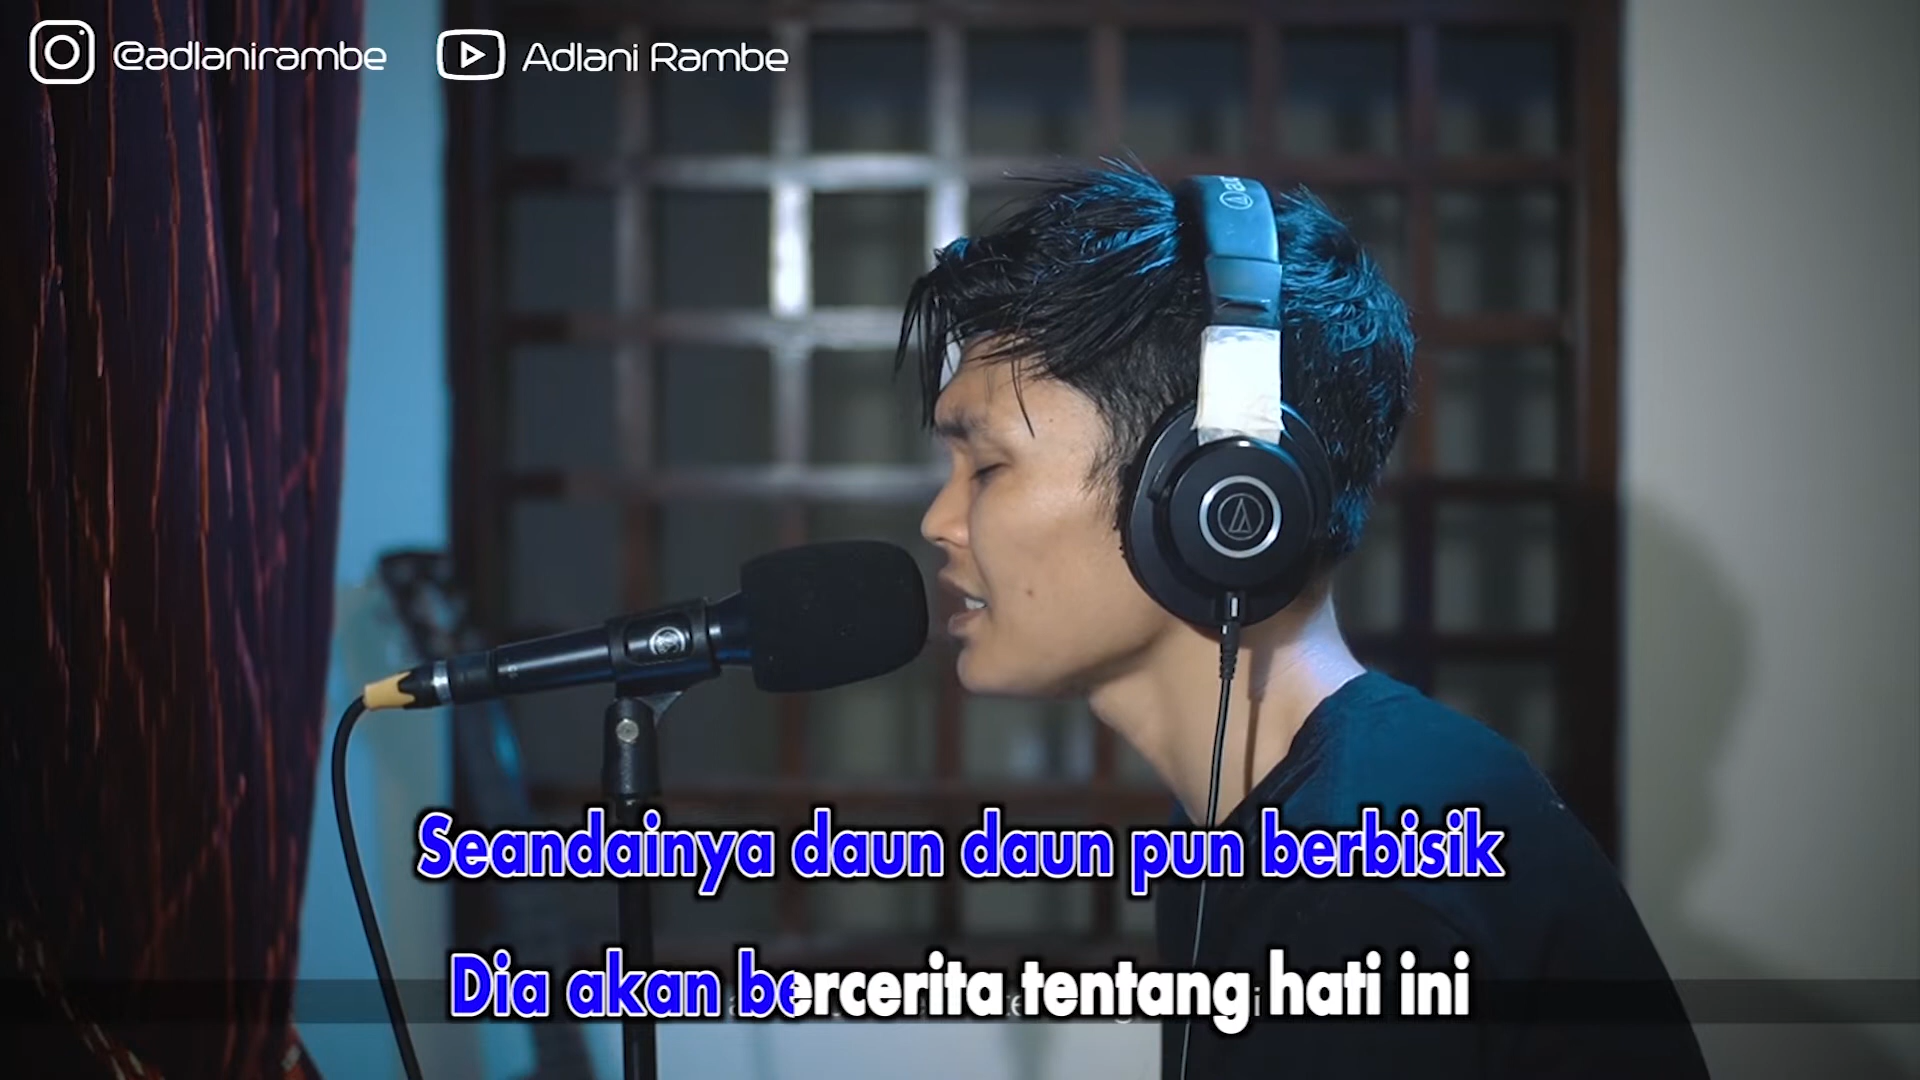 @adlanirambe
Adlani Rambe
Seandainya daun daun pun berbisik
Dia akan bercerita tentang hati ini